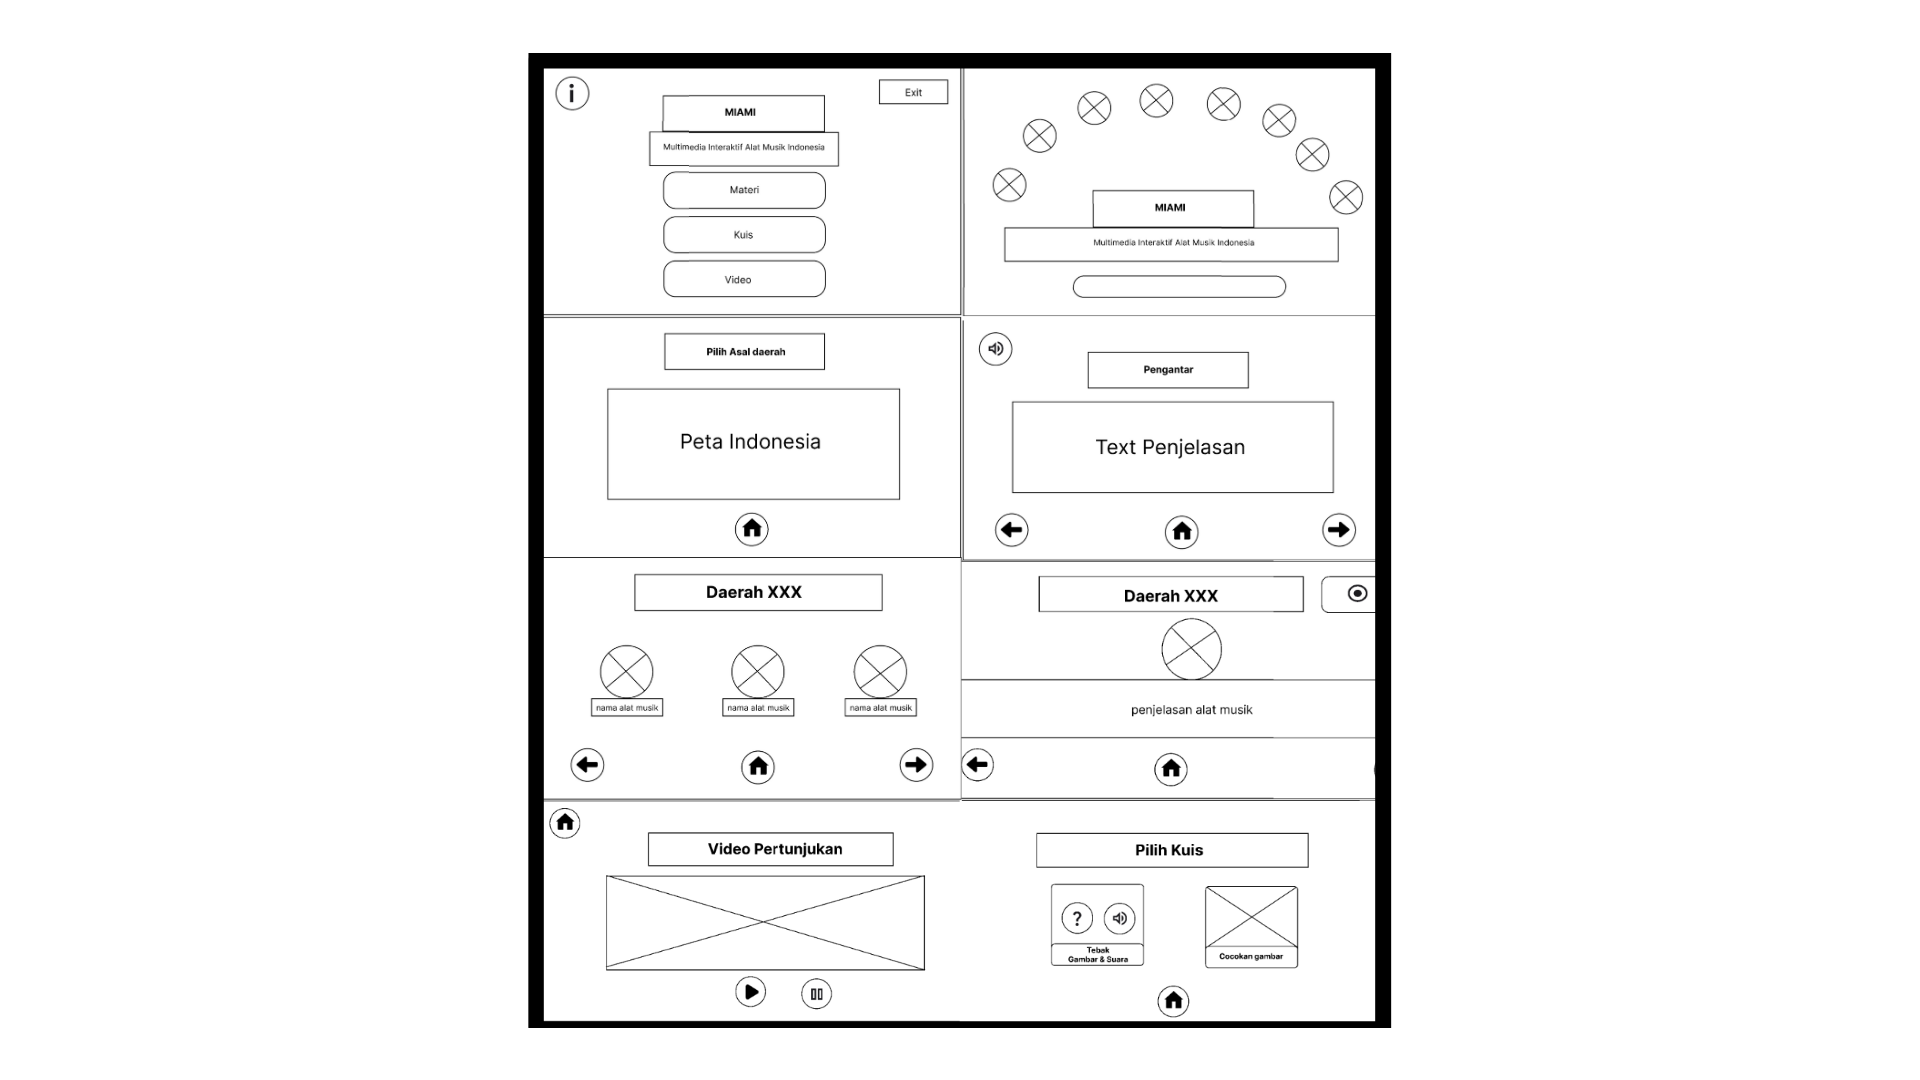 Exit
MIAMI
Multimedia Interaktif Alat Musik Indonesia
Materi
Kuis
Video
MIAMI
Multimedia Interaktif Alat Musik Indonesia
Pilih Asal daerah
Peta Indonesia
Pengantar
Text Penjelasan
Daerah XXX
nama alat musik
nama alat musik
nama alat musik
Daerah XXX
penjelasan alat musik
Video Pertunjukan
Pilih Kuis
?
Tebak
Gambar & Suara
Cocokan gambar